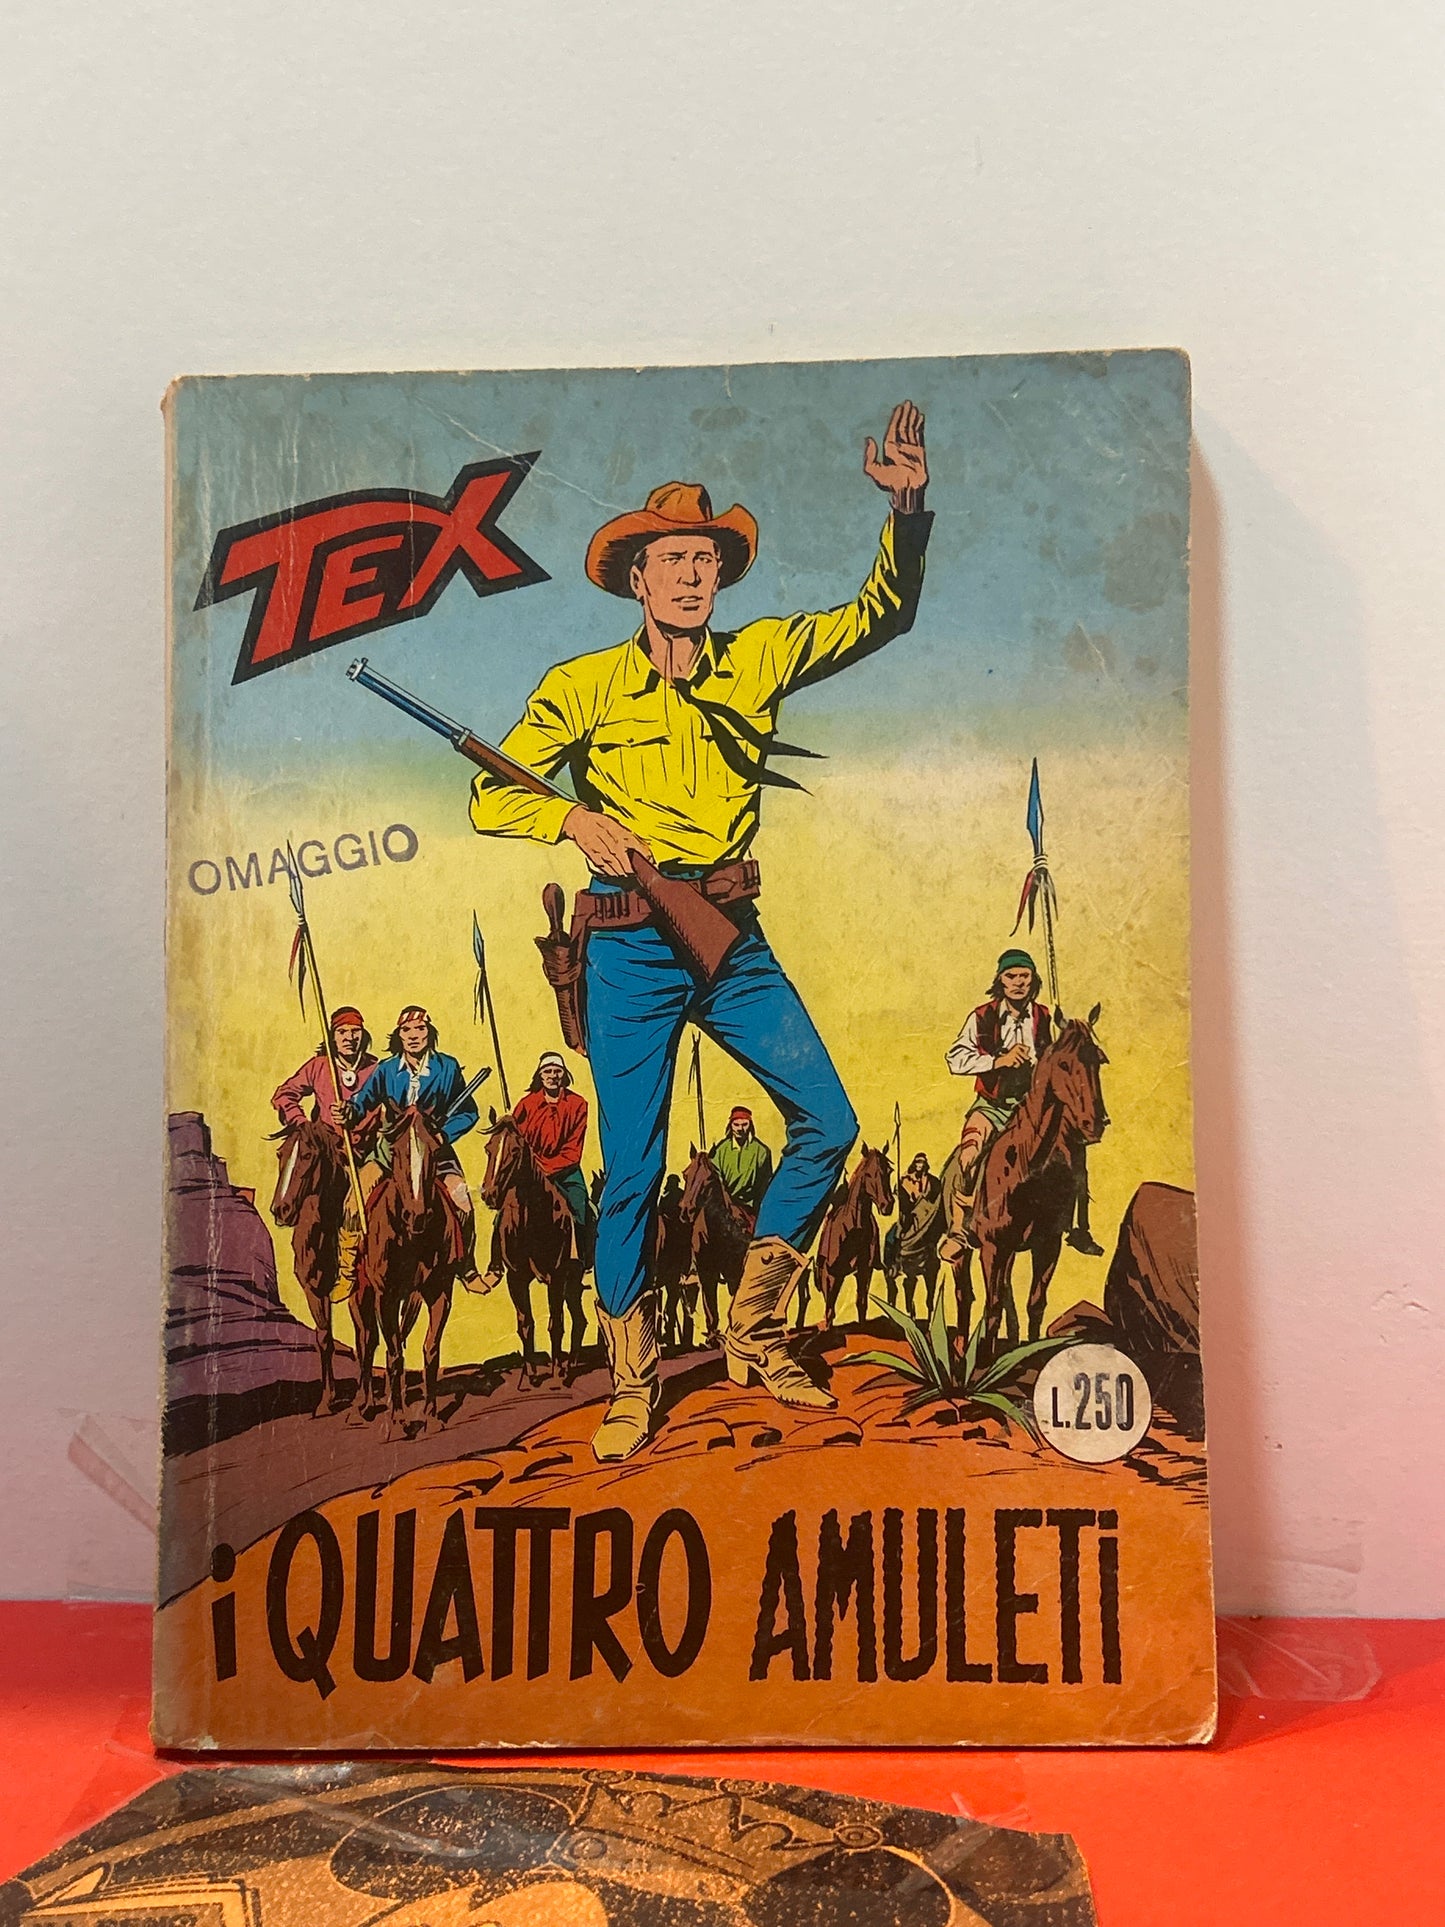 TEX
OMAGGIO
L.250
i QUATTRO AMULETi